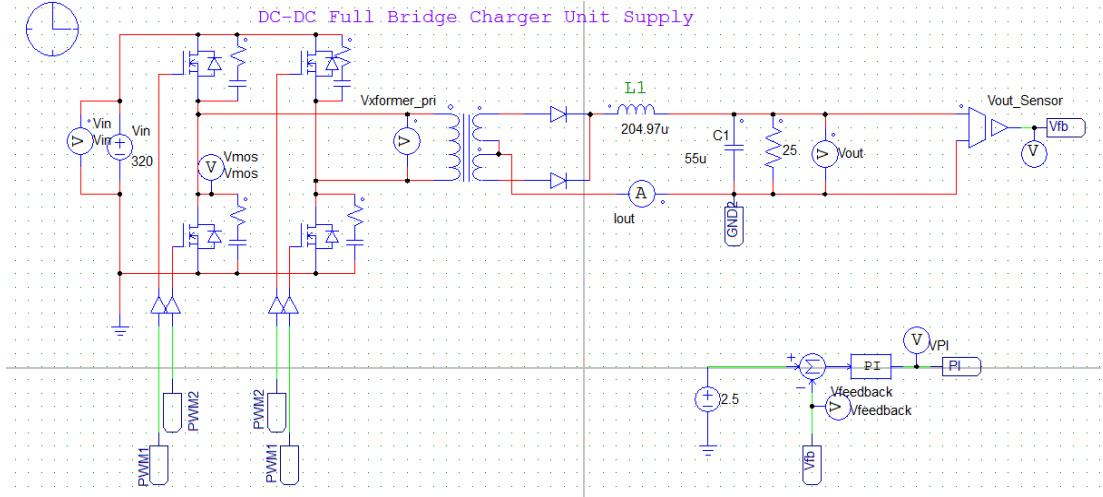 DC-DC Full Bridge Charger Unit Supply
L1
Vxformer_pri
Vout_Sensor
204.97u
Vin
Vin
V
Vin
320
V
C1
55u
25
V
Vout
Vfb
V
V
Vmos
Vmos
A
Iout
GND2
V
VPI
PI
PI
+
Σ
−
2.5
Vfeedback
V
Vfeedback
PWM2
PWM2
PWM1
PWM1
Vfb